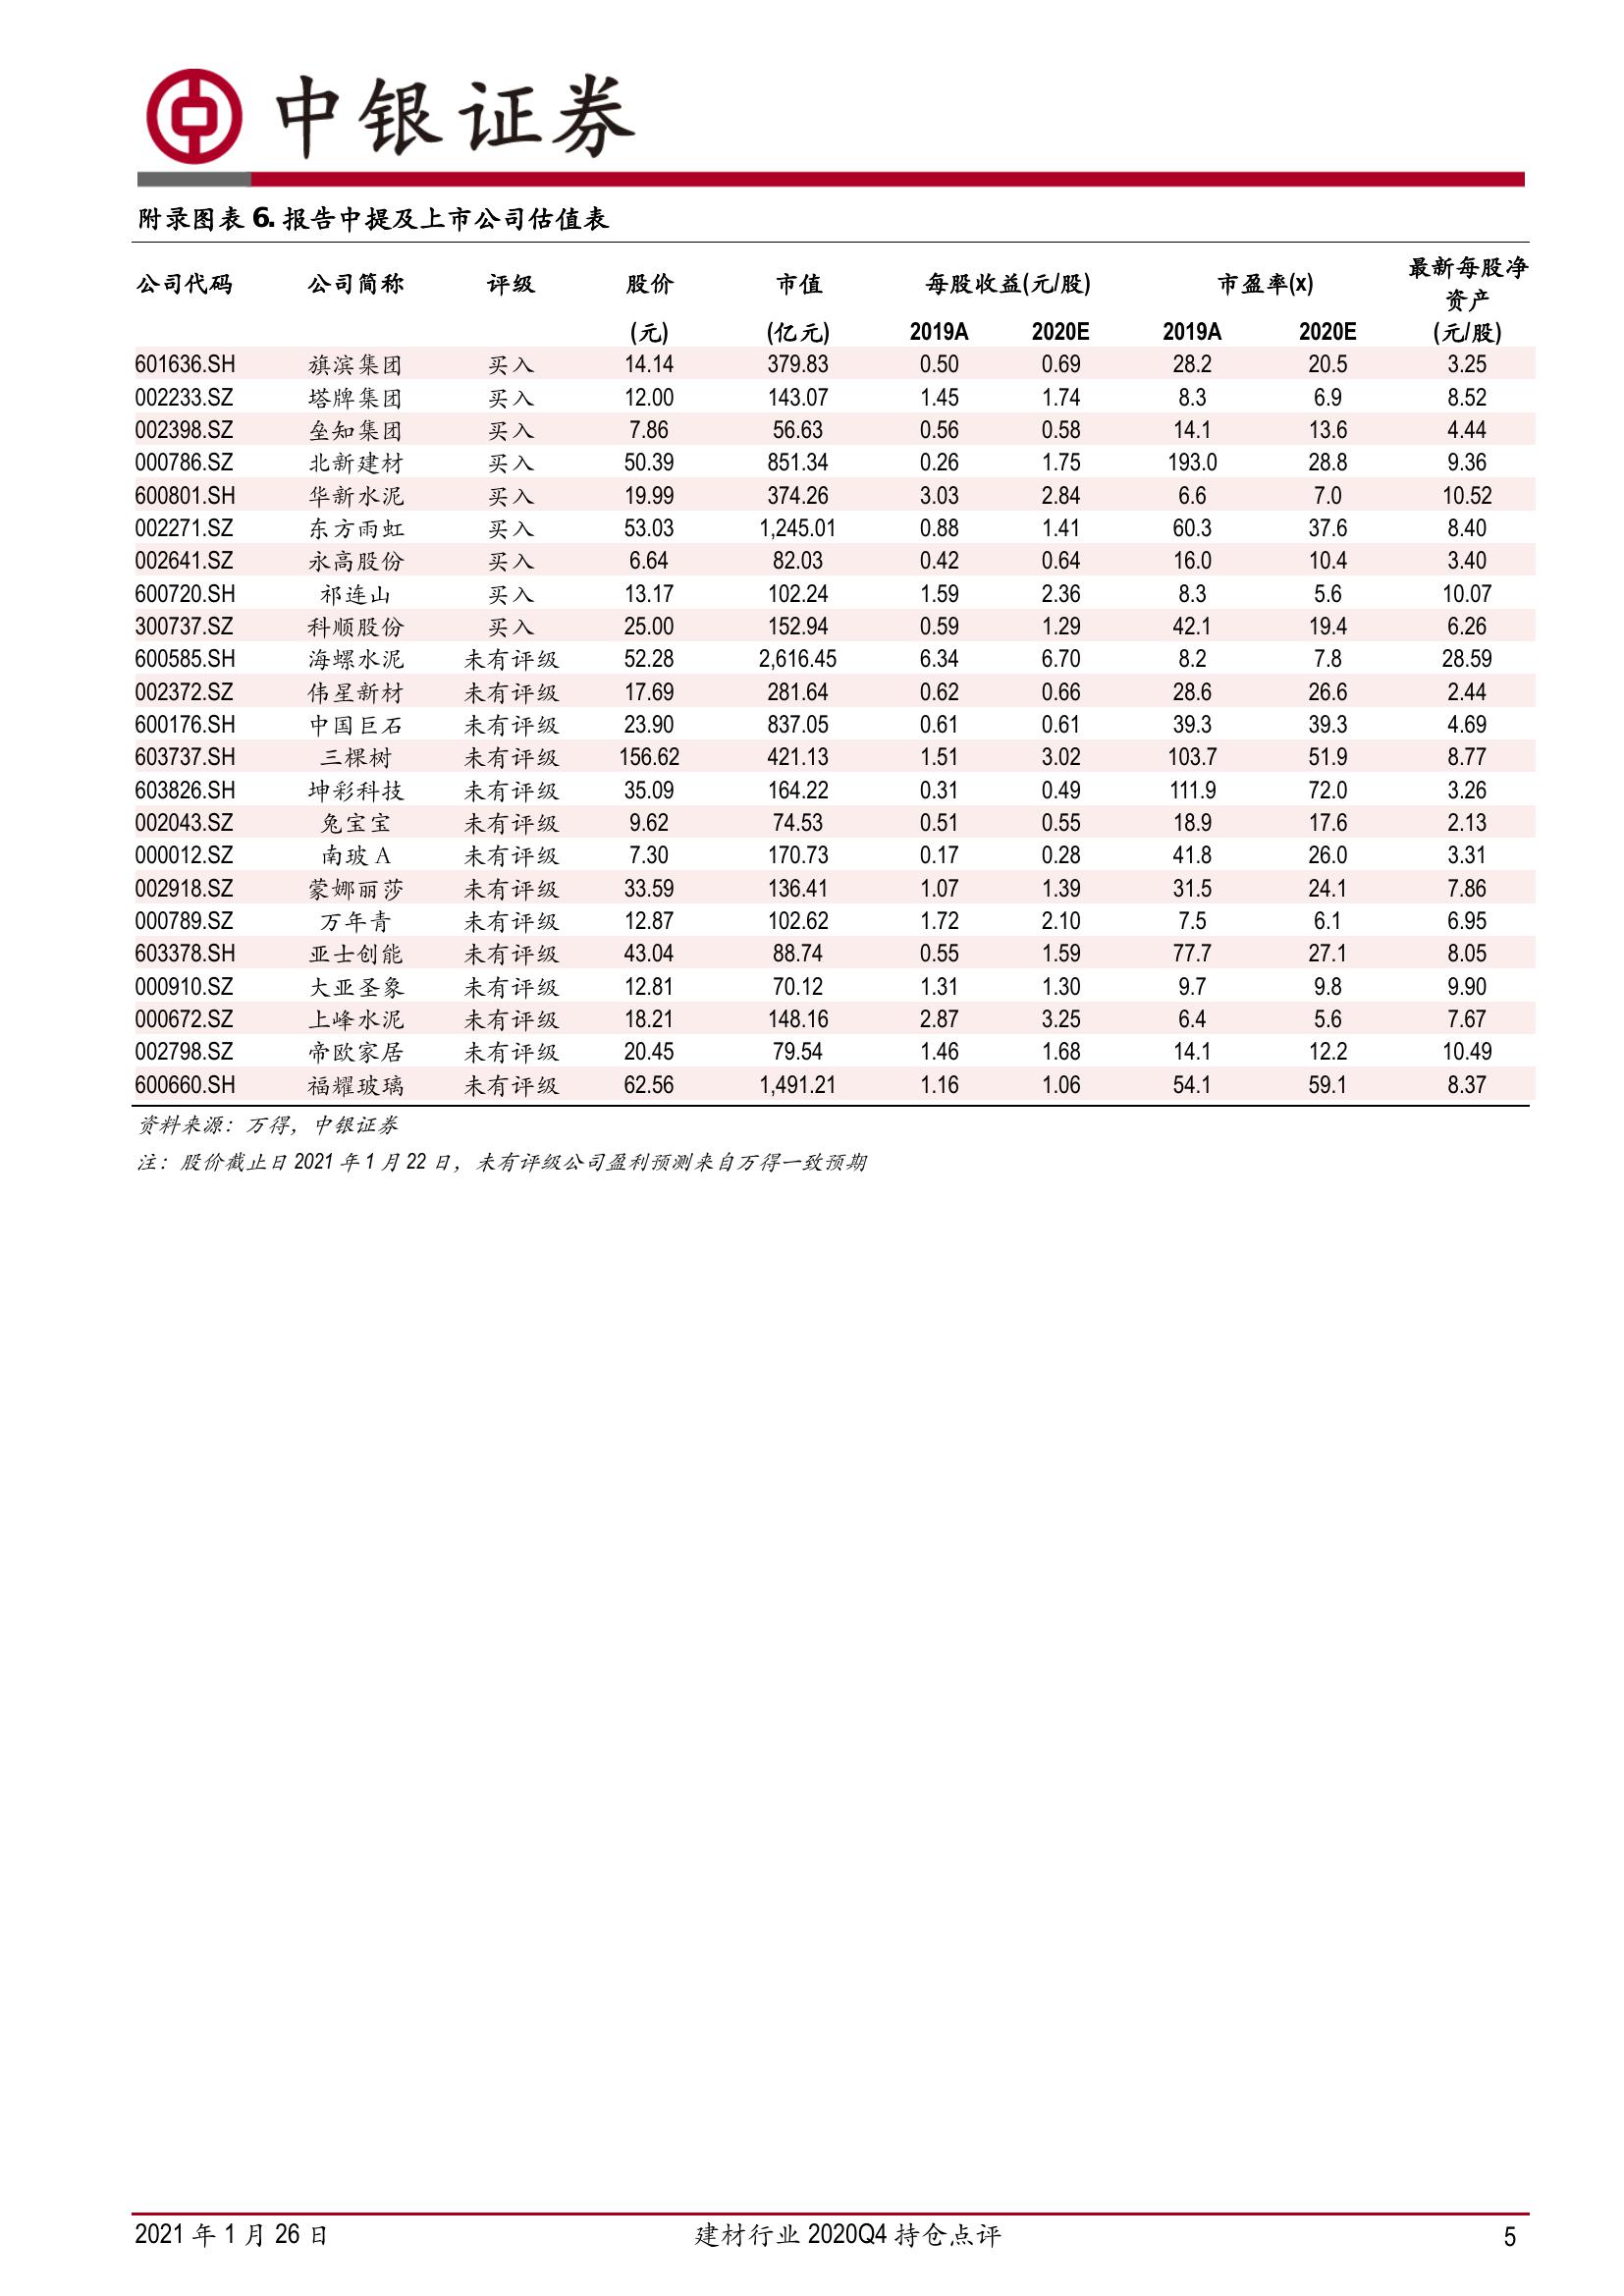 中银证券
附录图表 6. 报告中提及上市公司估值表
公司代码 公司简称 评级 股价 市值 每股收益(元/股) 市盈率(x) 最新每股净资产
(元) (亿元) 2019A 2020E 2019A 2020E (元/股)
601636.SH 旗滨集团 买入 14.14 379.83 0.50 0.69 28.2 20.5 3.25
002233.SZ 塔牌集团 买入 12.00 143.07 1.45 1.74 8.3 6.9 8.52
002398.SZ 垒知集团 买入 7.86 56.63 0.56 0.58 14.1 13.6 4.44
000786.SZ 北新建材 买入 50.39 851.34 0.26 1.75 193.0 28.8 9.36
600801.SH 华新水泥 买入 19.99 374.26 3.03 2.84 6.6 7.0 10.52
002271.SZ 东方雨虹 买入 53.03 1,245.01 0.88 1.41 60.3 37.6 8.40
002641.SZ 永高股份 买入 6.64 82.03 0.42 0.64 16.0 10.4 3.40
600720.SH 祁连山 买入 13.17 102.24 1.59 2.36 8.3 5.6 10.07
300737.SZ 科顺股份 买入 25.00 152.94 0.59 1.29 42.1 19.4 6.26
600585.SH 海螺水泥 未有评级 52.28 2,616.45 6.34 6.70 8.2 7.8 28.59
002372.SZ 伟星新材 未有评级 17.69 281.64 0.62 0.66 28.6 26.6 2.44
600176.SH 中国巨石 未有评级 23.90 837.05 0.61 0.61 39.3 39.3 4.69
603737.SH 三棵树 未有评级 156.62 421.13 1.51 3.02 103.7 51.9 8.77
603826.SH 坤彩科技 未有评级 35.09 164.22 0.31 0.49 111.9 72.0 3.26
002043.SZ 兔宝宝 未有评级 9.62 74.53 0.51 0.55 18.9 17.6 2.13
000012.SZ 南玻 A 未有评级 7.30 170.73 0.17 0.28 41.8 26.0 3.31
002918.SZ 蒙娜丽莎 未有评级 33.59 136.41 1.07 1.39 31.5 24.1 7.86
000789.SZ 万年青 未有评级 12.87 102.62 1.72 2.10 7.5 6.1 6.95
603378.SH 亚士创能 未有评级 43.04 88.74 0.55 1.59 77.7 27.1 8.05
000910.SZ 大亚圣象 未有评级 12.81 70.12 1.31 1.30 9.7 9.8 9.90
000672.SZ 上峰水泥 未有评级 18.21 148.16 2.87 3.25 6.4 5.6 7.67
002798.SZ 帝欧家居 未有评级 20.45 79.54 1.46 1.68 14.1 12.2 10.49
600660.SH 福耀玻璃 未有评级 62.56 1,491.21 1.16 1.06 54.1 59.1 8.37
资料来源：万得，中银证券
注：股价截止日 2021 年 1 月 22 日，未有评级公司盈利预测来自万得一致预期
2021 年 1 月 26 日 建材行业 2020Q4 持仓点评 5